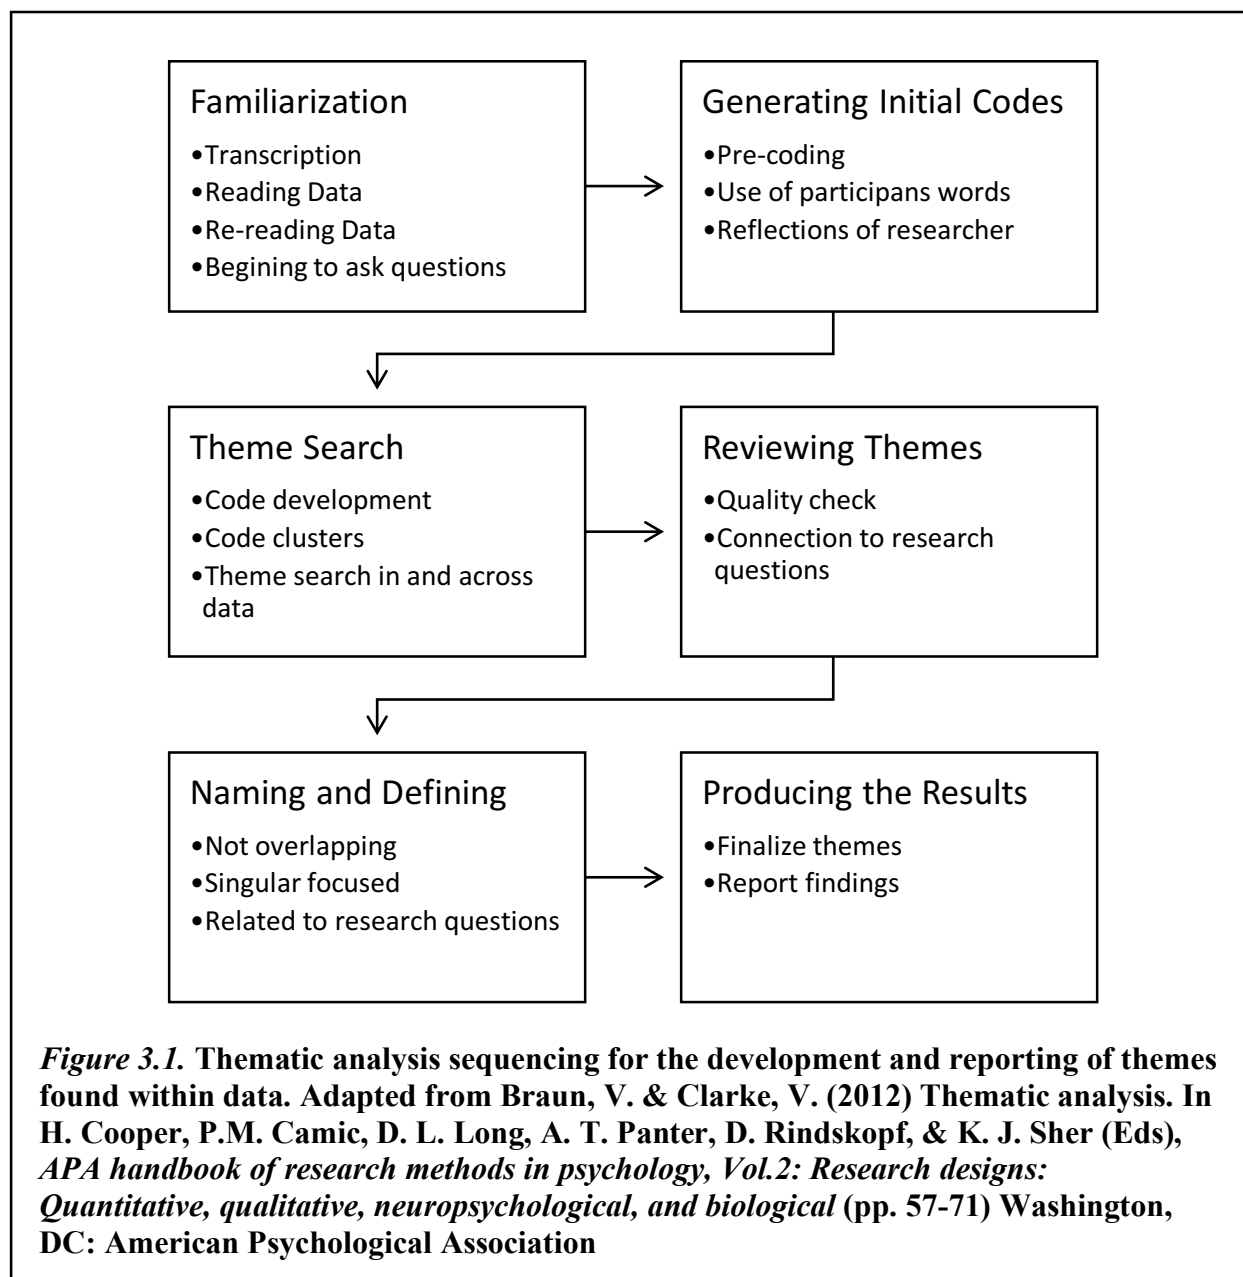 Familiarization
•Transcription
•Reading Data
•Re-reading Data
•Begining to ask questions
Generating Initial Codes
•Pre-coding
•Use of participans words
•Reflections of researcher
Theme Search
•Code development
•Code clusters
•Theme search in and across
data
Reviewing Themes
•Quality check
•Connection to research
questions
Naming and Defining
•Not overlapping
•Singular focused
•Related to research questions
Producing the Results
•Finalize themes
•Report findings
Figure 3.1. Thematic analysis sequencing for the development and reporting of themes
found within data. Adapted from Braun, V. & Clarke, V. (2012) Thematic analysis. In
H. Cooper, P.M. Camic, D. L. Long, A. T. Panter, D. Rindskopf, & K. J. Sher (Eds),
APA handbook of research methods in psychology, Vol.2: Research designs:
Quantitative, qualitative, neuropsychological, and biological (pp. 57-71) Washington,
DC: American Psychological Association